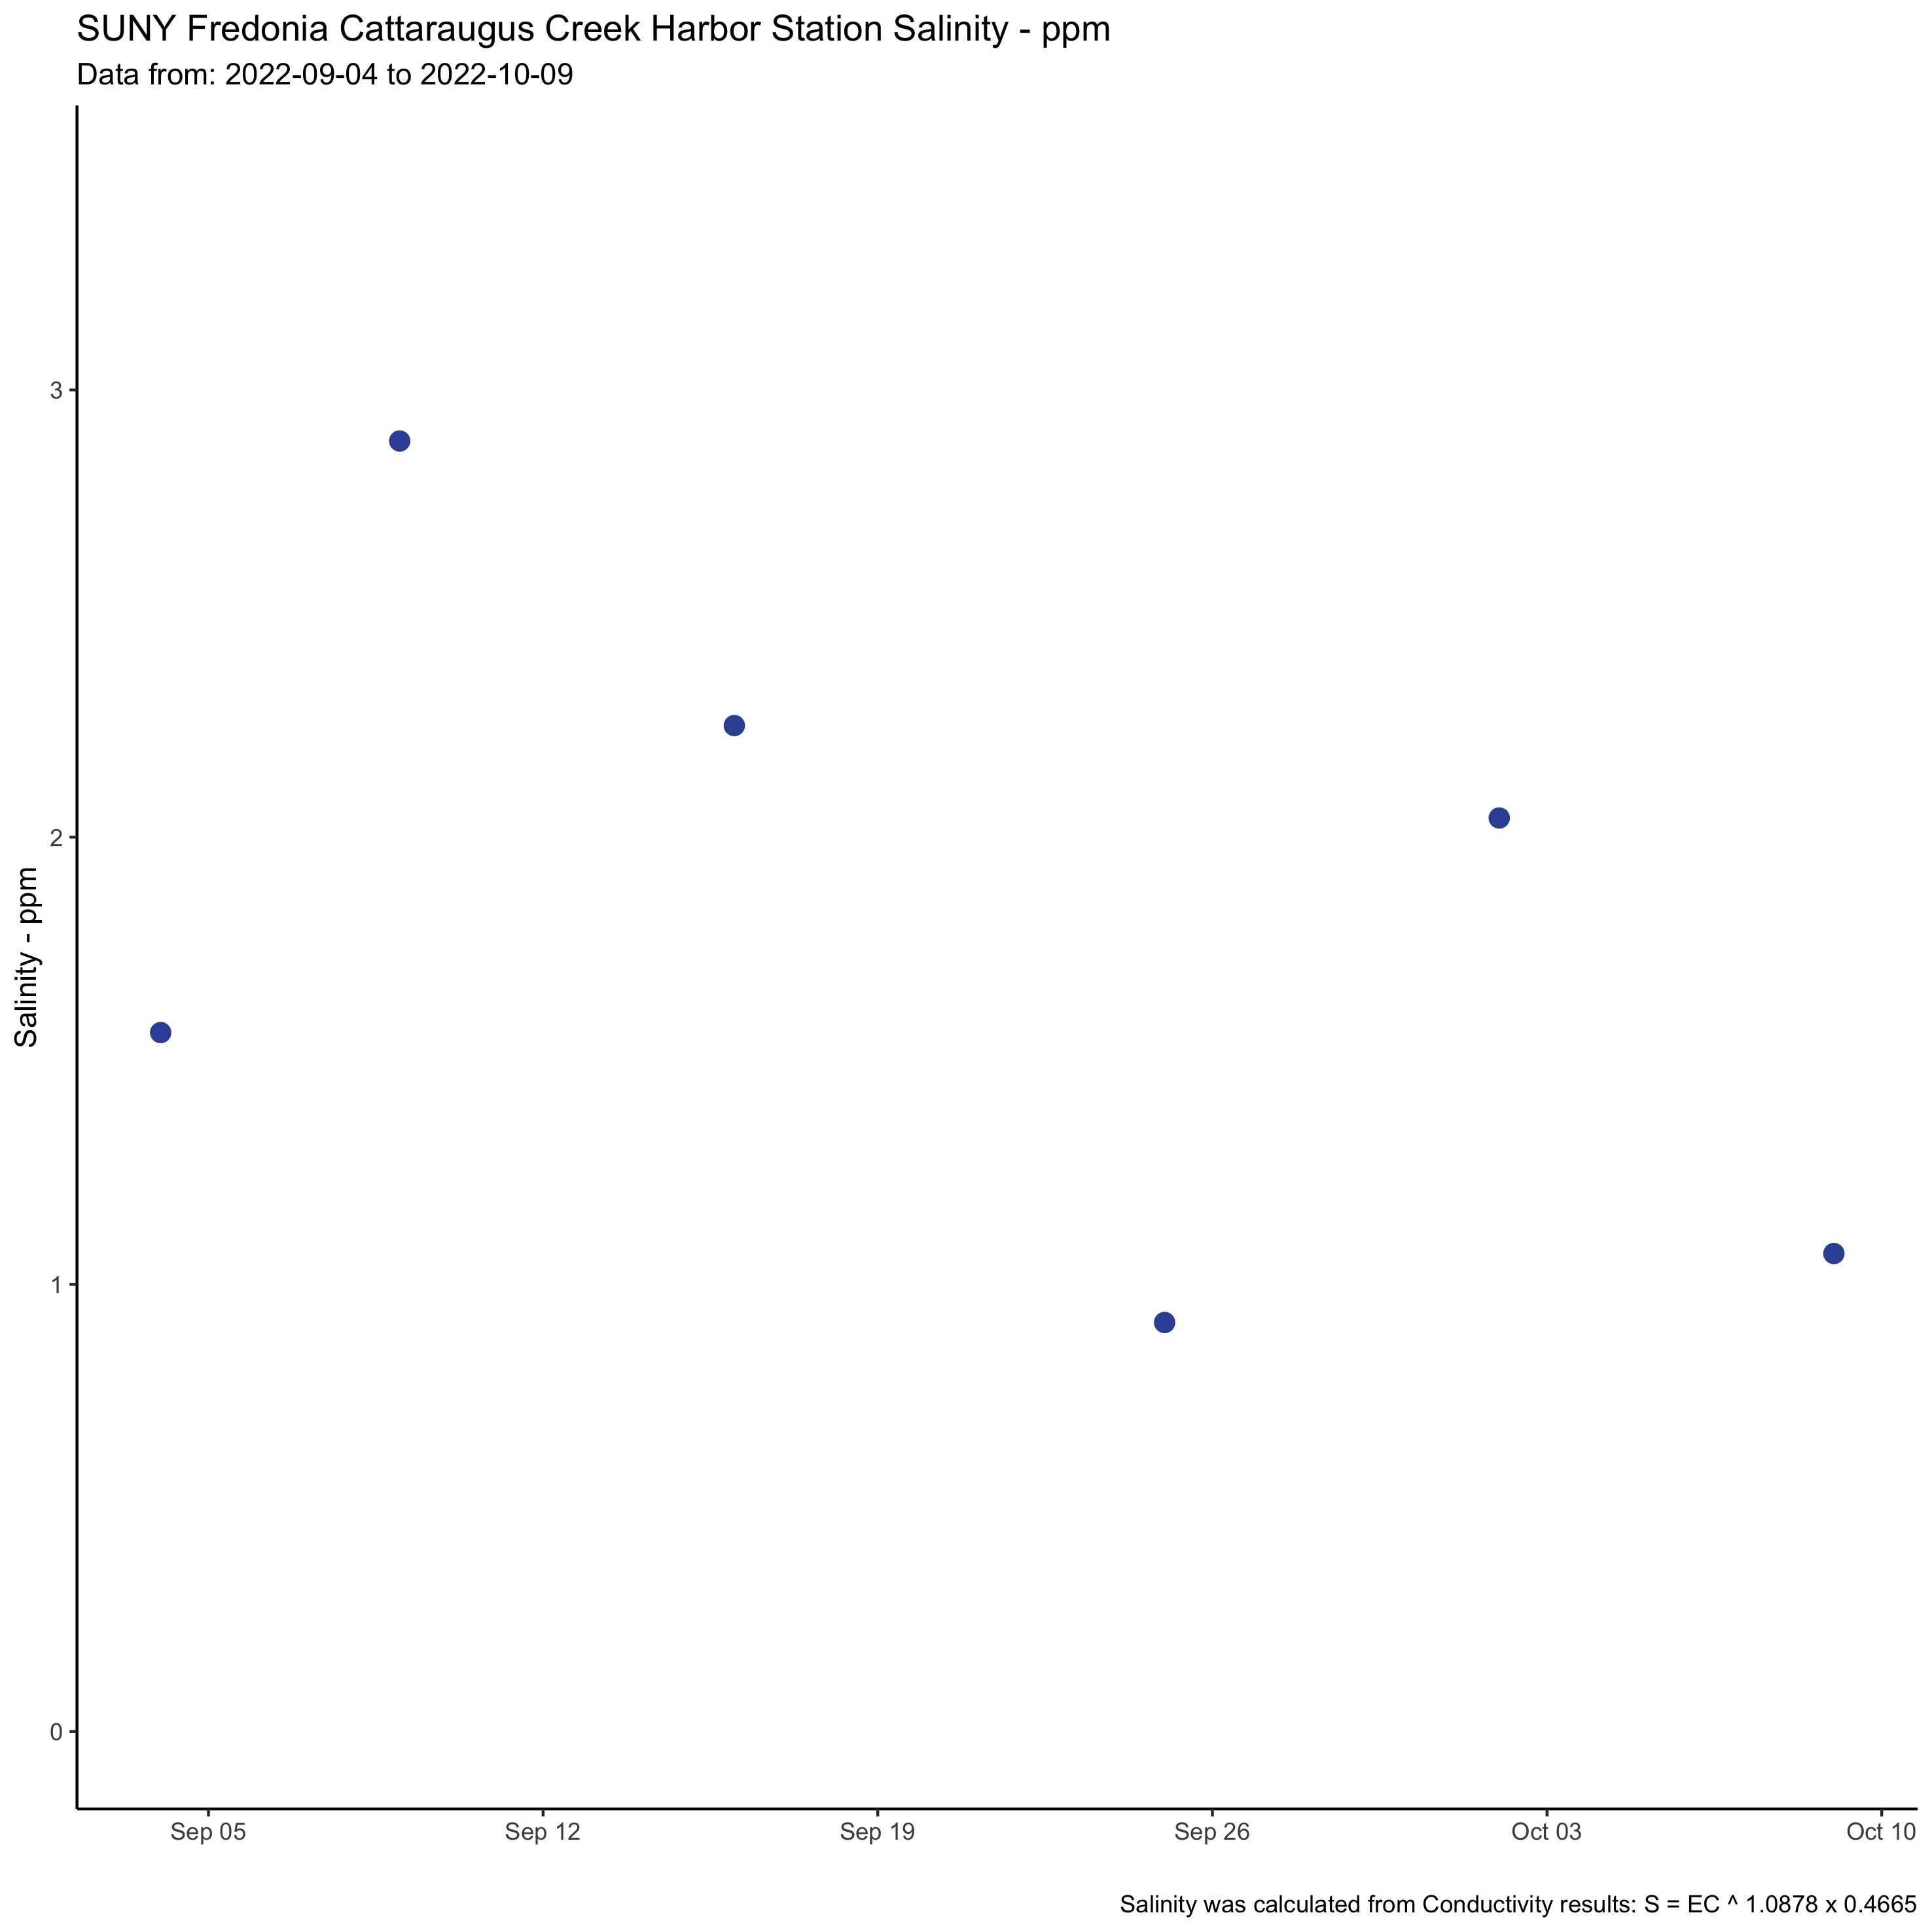 SUNY Fredonia Cattaraugus Creek Harbor Station Salinity - ppm
Data from: 2022-09-04 to 2022-10-09
Salinity - ppm
3
2
1
0
Sep 05 Sep 12 Sep 19 Sep 26 Oct 03 Oct 10
Salinity was calculated from Conductivity results: S = EC ^ 1.0878 x 0.4665